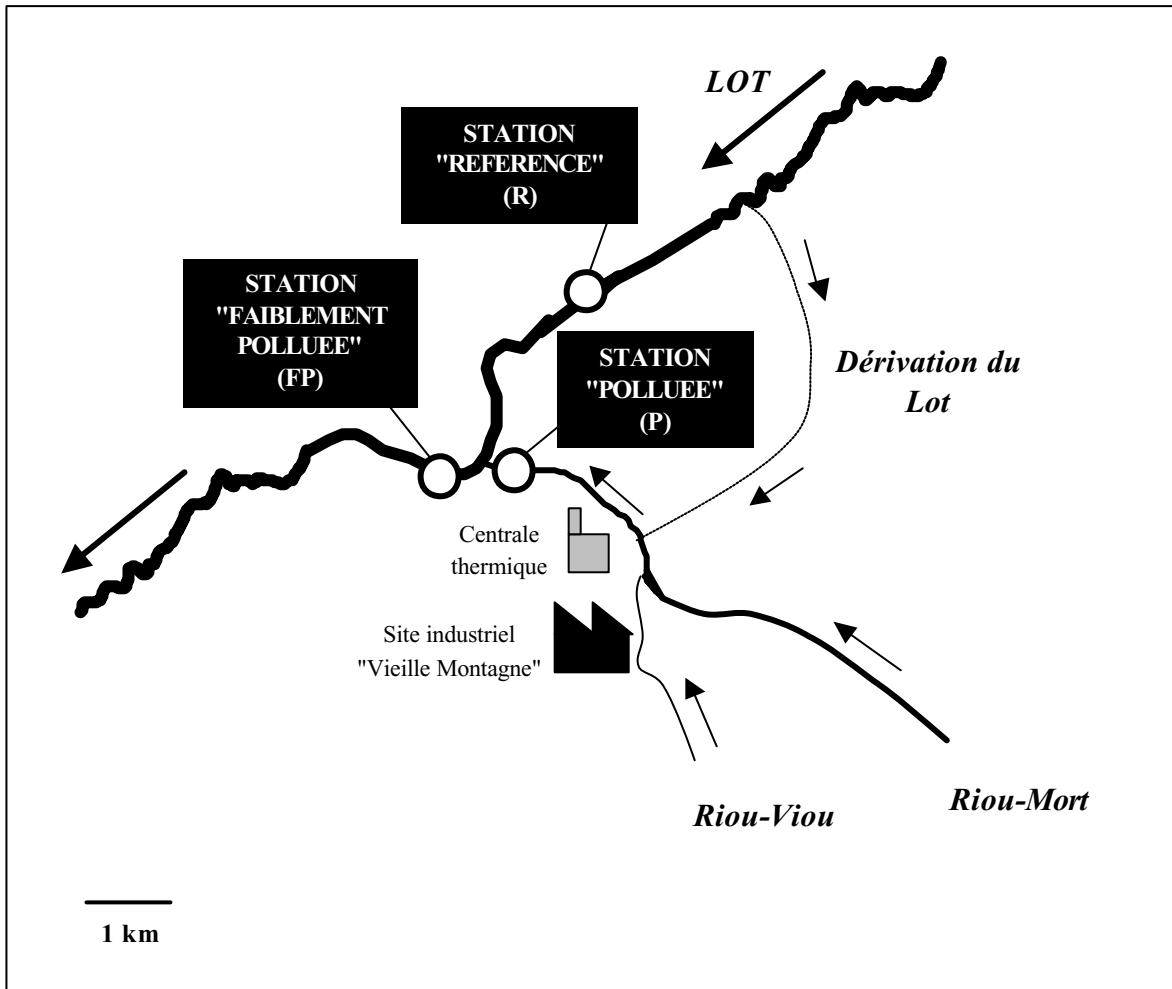 LOT
STATION
"REFERENCE"
(R)
STATION
"FAIBLEMENT
POLLUEE"
(FP)
STATION
"POLLUEE"
(P)
Dérivation du
Lot
Centrale
thermique
Site industriel
"Vieille Montagne"
Riou-Viou
Riou-Mort
1 km